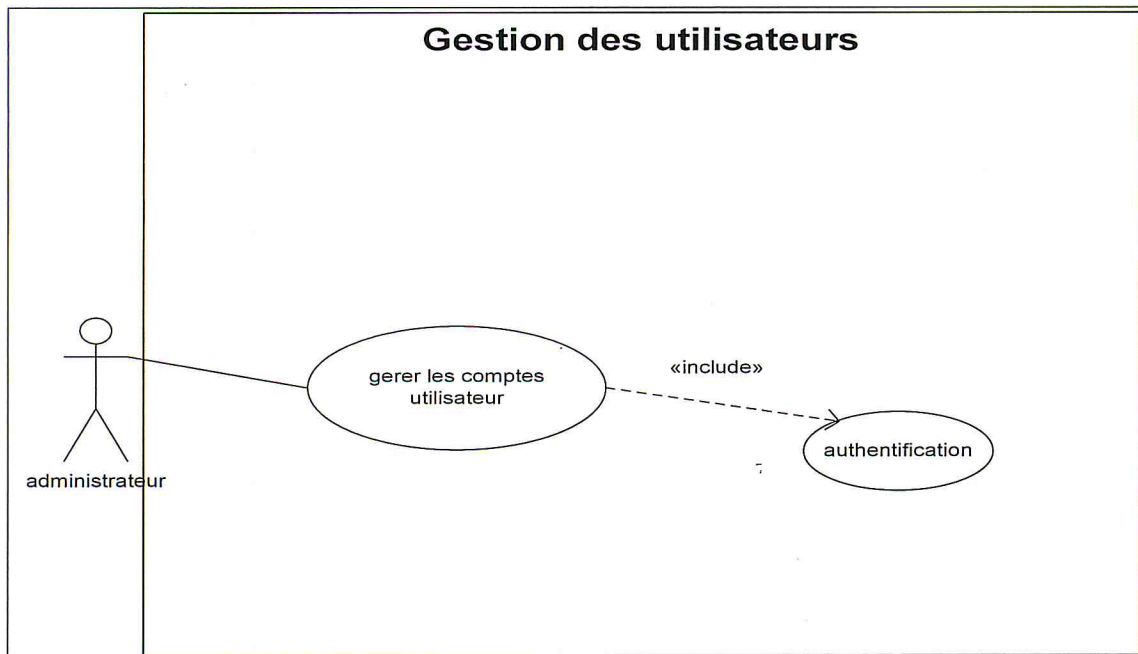 Gestion des utilisateurs
gerer les comptes
utilisateur
«include»
authentification
administrateur